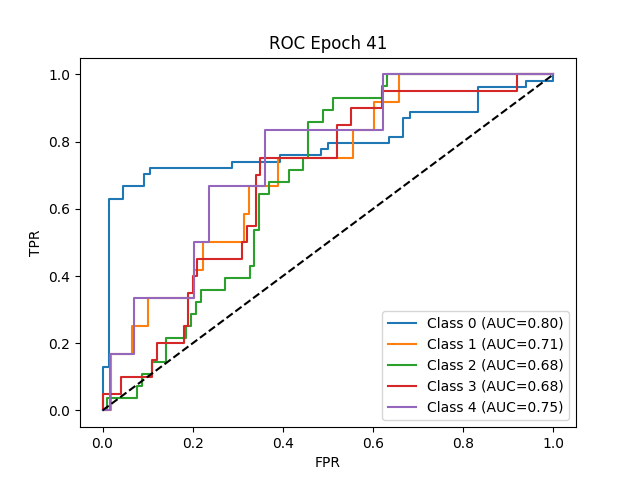 ROC Epoch 41
TPR
1.0
0.8
0.6
0.4
0.2
0.0
Class 0 (AUC=0.80)
Class 1 (AUC=0.71)
Class 2 (AUC=0.68)
Class 3 (AUC=0.68)
Class 4 (AUC=0.75)
0.0 0.2 0.4 0.6 0.8 1.0
FPR